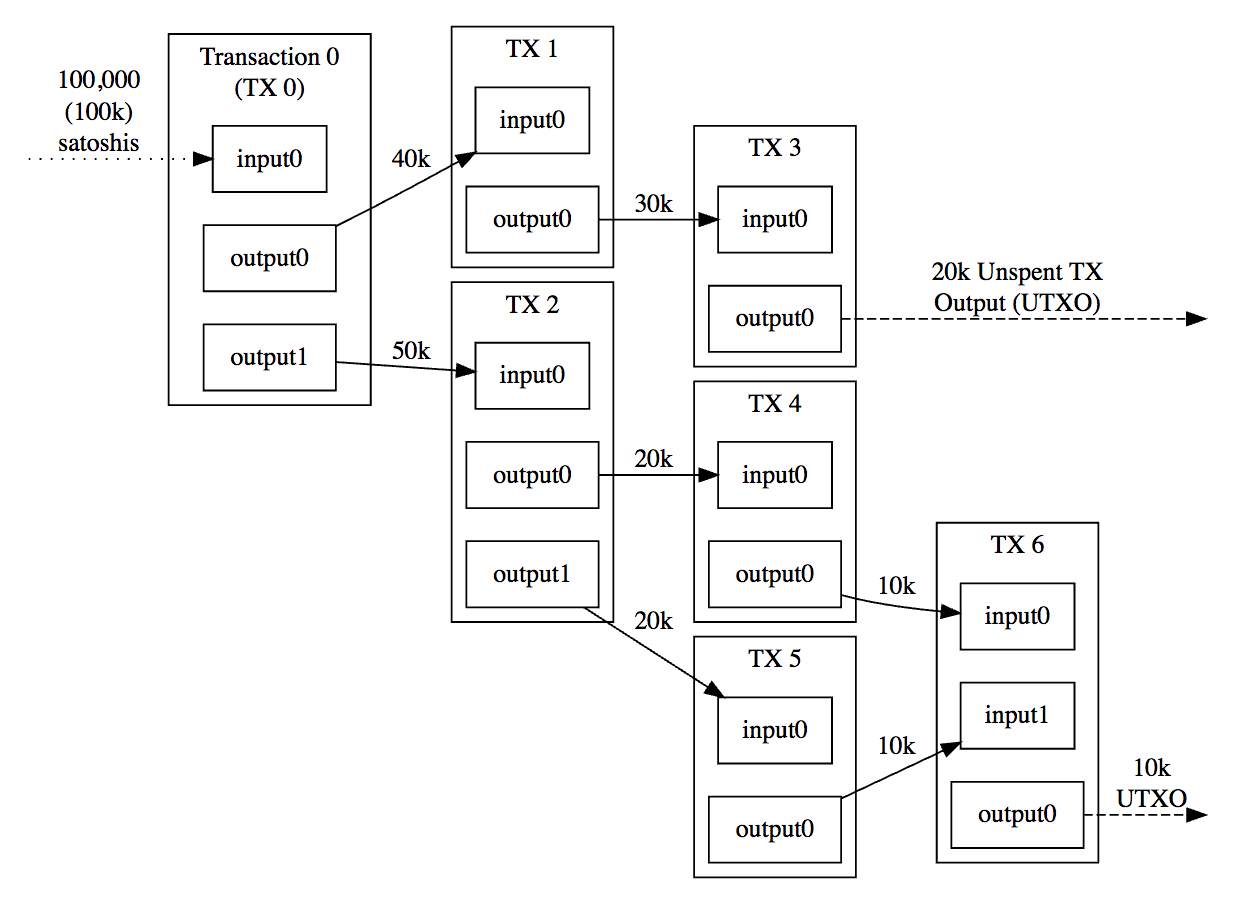 100,000
(100k)
satoshis
Transaction 0
(TX 0)
input0
output0
output1
40k
50k
TX 1
input0
output0
30k
TX 2
input0
output0
output1
20k
20k
TX 3
input0
output0
20k Unspent TX
Output (UTXO)
TX 4
input0
output0
10k
TX 5
input0
output0
10k
TX 6
input0
input1
output0
10k
UTXO